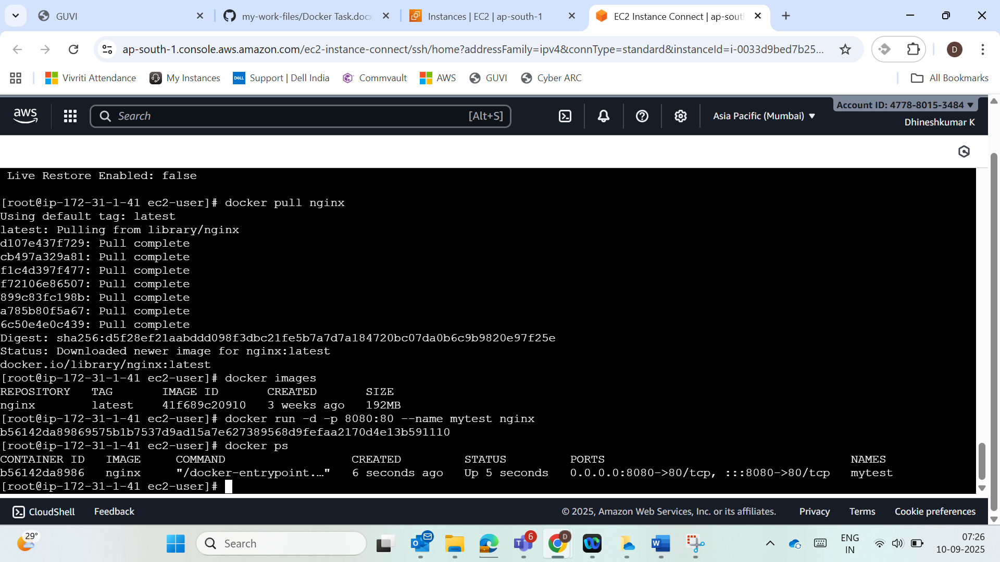 GUVI
my-work-files/Docker Task.docx
Instances | EC2 | ap-south-1
EC2 Instance Connect | ap-sout
ap-south-1.console.aws.amazon.com/ec2-instance-connect/ssh/home?addressFamily=ipv4&connType=standard&instanceId=i-0033d9bed7b25...
D
Vivriti Attendance
My Instances
DELL
Support | Dell India
Commvault
AWS
GUVI
Cyber ARC
All Bookmarks
aws
Search
[Alt+S]
Asia Pacific (Mumbai)
Account ID: 4778-8015-3484
Dhineshkumar K
Live Restore Enabled: false
[root@ip-172-31-1-41 ec2-user]# docker pull nginx
Using default tag: latest
latest: Pulling from library/nginx
d107e437f729: Pull complete
cb497a329a81: Pull complete
f1c4d397f477: Pull complete
f72106e86507: Pull complete
899c83fc198b: Pull complete
a785b80f5a67: Pull complete
6c50e4e0c439: Pull complete
Digest: sha256:d5f28ef21aabddd098f3dbc21fe5b7a7d7a184720bc07da0b6c9b9820e97f25e
Status: Downloaded newer image for nginx:latest
docker.io/library/nginx:latest
[root@ip-172-31-1-41 ec2-user]# docker images
REPOSITORY TAG IMAGE ID CREATED SIZE
nginx latest 41f689c20910 3 weeks ago 192MB
[root@ip-172-31-1-41 ec2-user]# docker run -d -p 8080:80 --name mytest nginx
b56142da89869575b1b7537d9ad15a7e627389568d9fefaa2170d4e13b591110
[root@ip-172-31-1-41 ec2-user]# docker ps
CONTAINER ID IMAGE COMMAND CREATED STATUS PORTS NAMES
b56142da8986 nginx "/docker-entrypoint.…" 6 seconds ago Up 5 seconds 0.0.0.0:8080->80/tcp, :::8080->80/tcp mytest
[root@ip-172-31-1-41 ec2-user]#
CloudShell
Feedback
© 2025, Amazon Web Services, Inc. or its affiliates.
Privacy
Terms
Cookie preferences
29°
Search
6
D
ENG
IN
07:26
10-09-2025